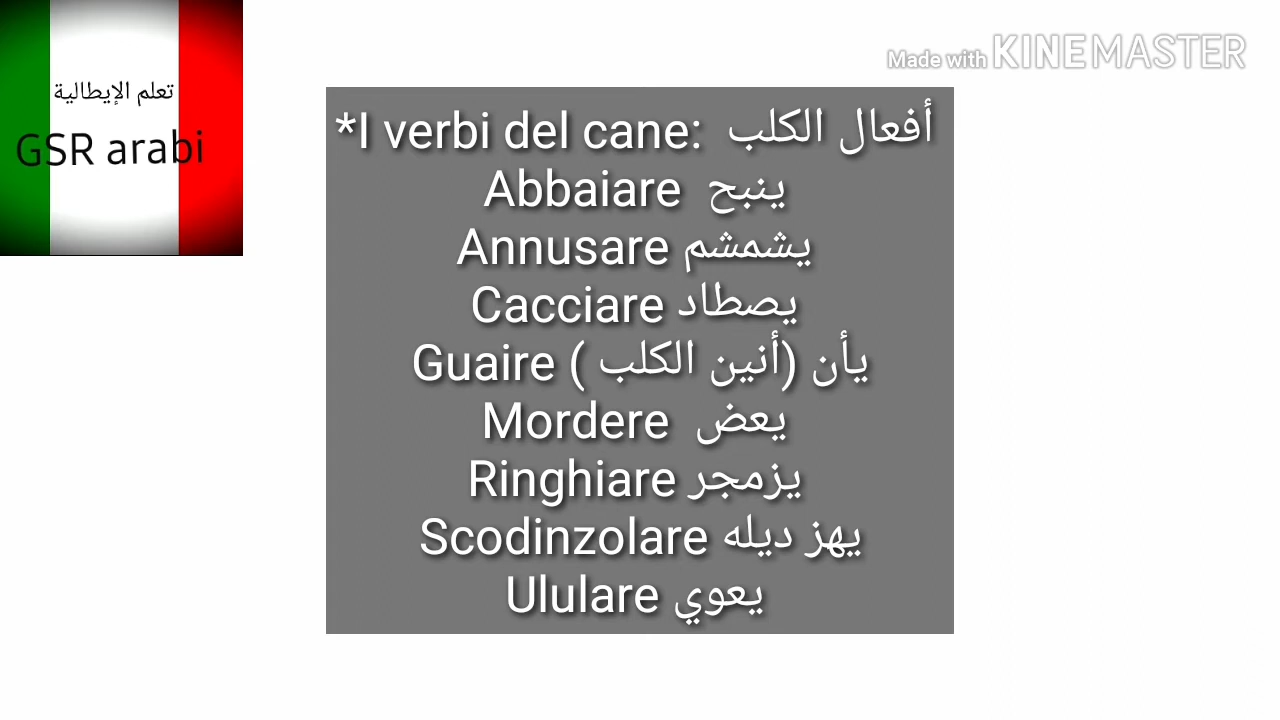 تعلم الإيطالية
GSR arabi
Made with KINEMASTER
*I verbi del cane: أفعال الكلب
Abbaiare ينبح
Annusare يشمشم
Cacciare يصطاد
Guaire ( يأن (أنين الكلب
Mordere يعض
Ringhiare يزمجر
Scodinzolare يهز ديله
Ululare يعوي